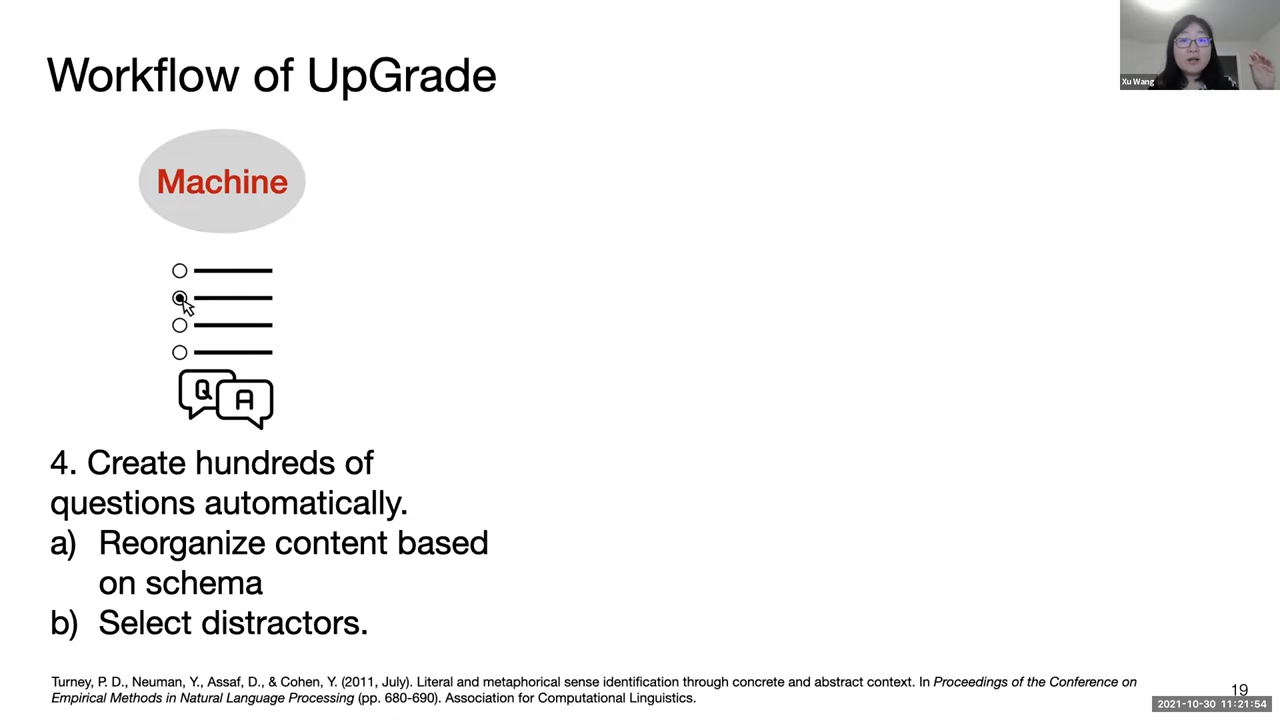 Workflow of UpGrade
Xu Wang
Machine
Q
A
4. Create hundreds of
questions automatically.
a) Reorganize content based
on schema
b) Select distractors.
Turney, P. D., Neuman, Y., Assaf, D., & Cohen, Y. (2011, July). Literal and metaphorical sense identification through concrete and abstract context. In Proceedings of the Conference on
Empirical Methods in Natural Language Processing (pp. 680-690). Association for Computational Linguistics.
19
2021-10-30 11:21:54